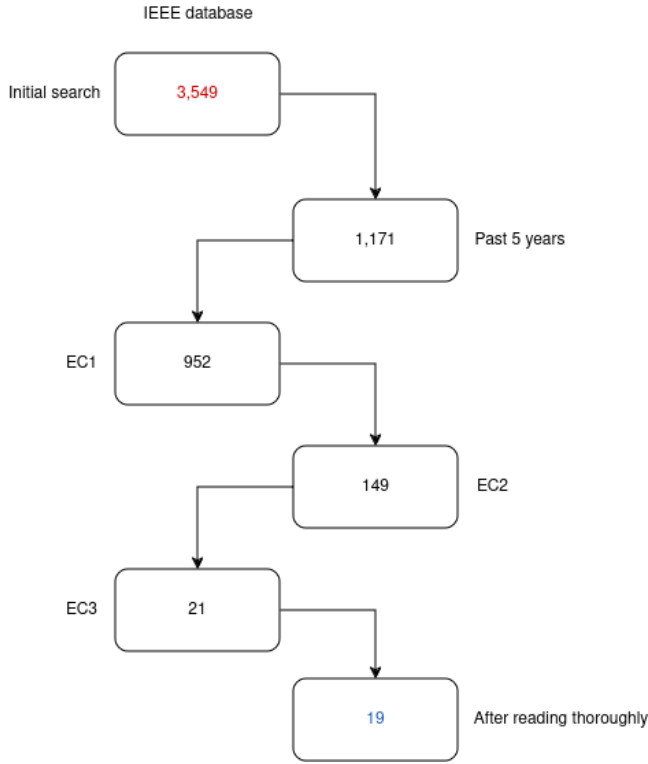 IEEE database
Initial search
3,549
1,171
Past 5 years
EC1
952
149
EC2
EC3
21
19
After reading thoroughly